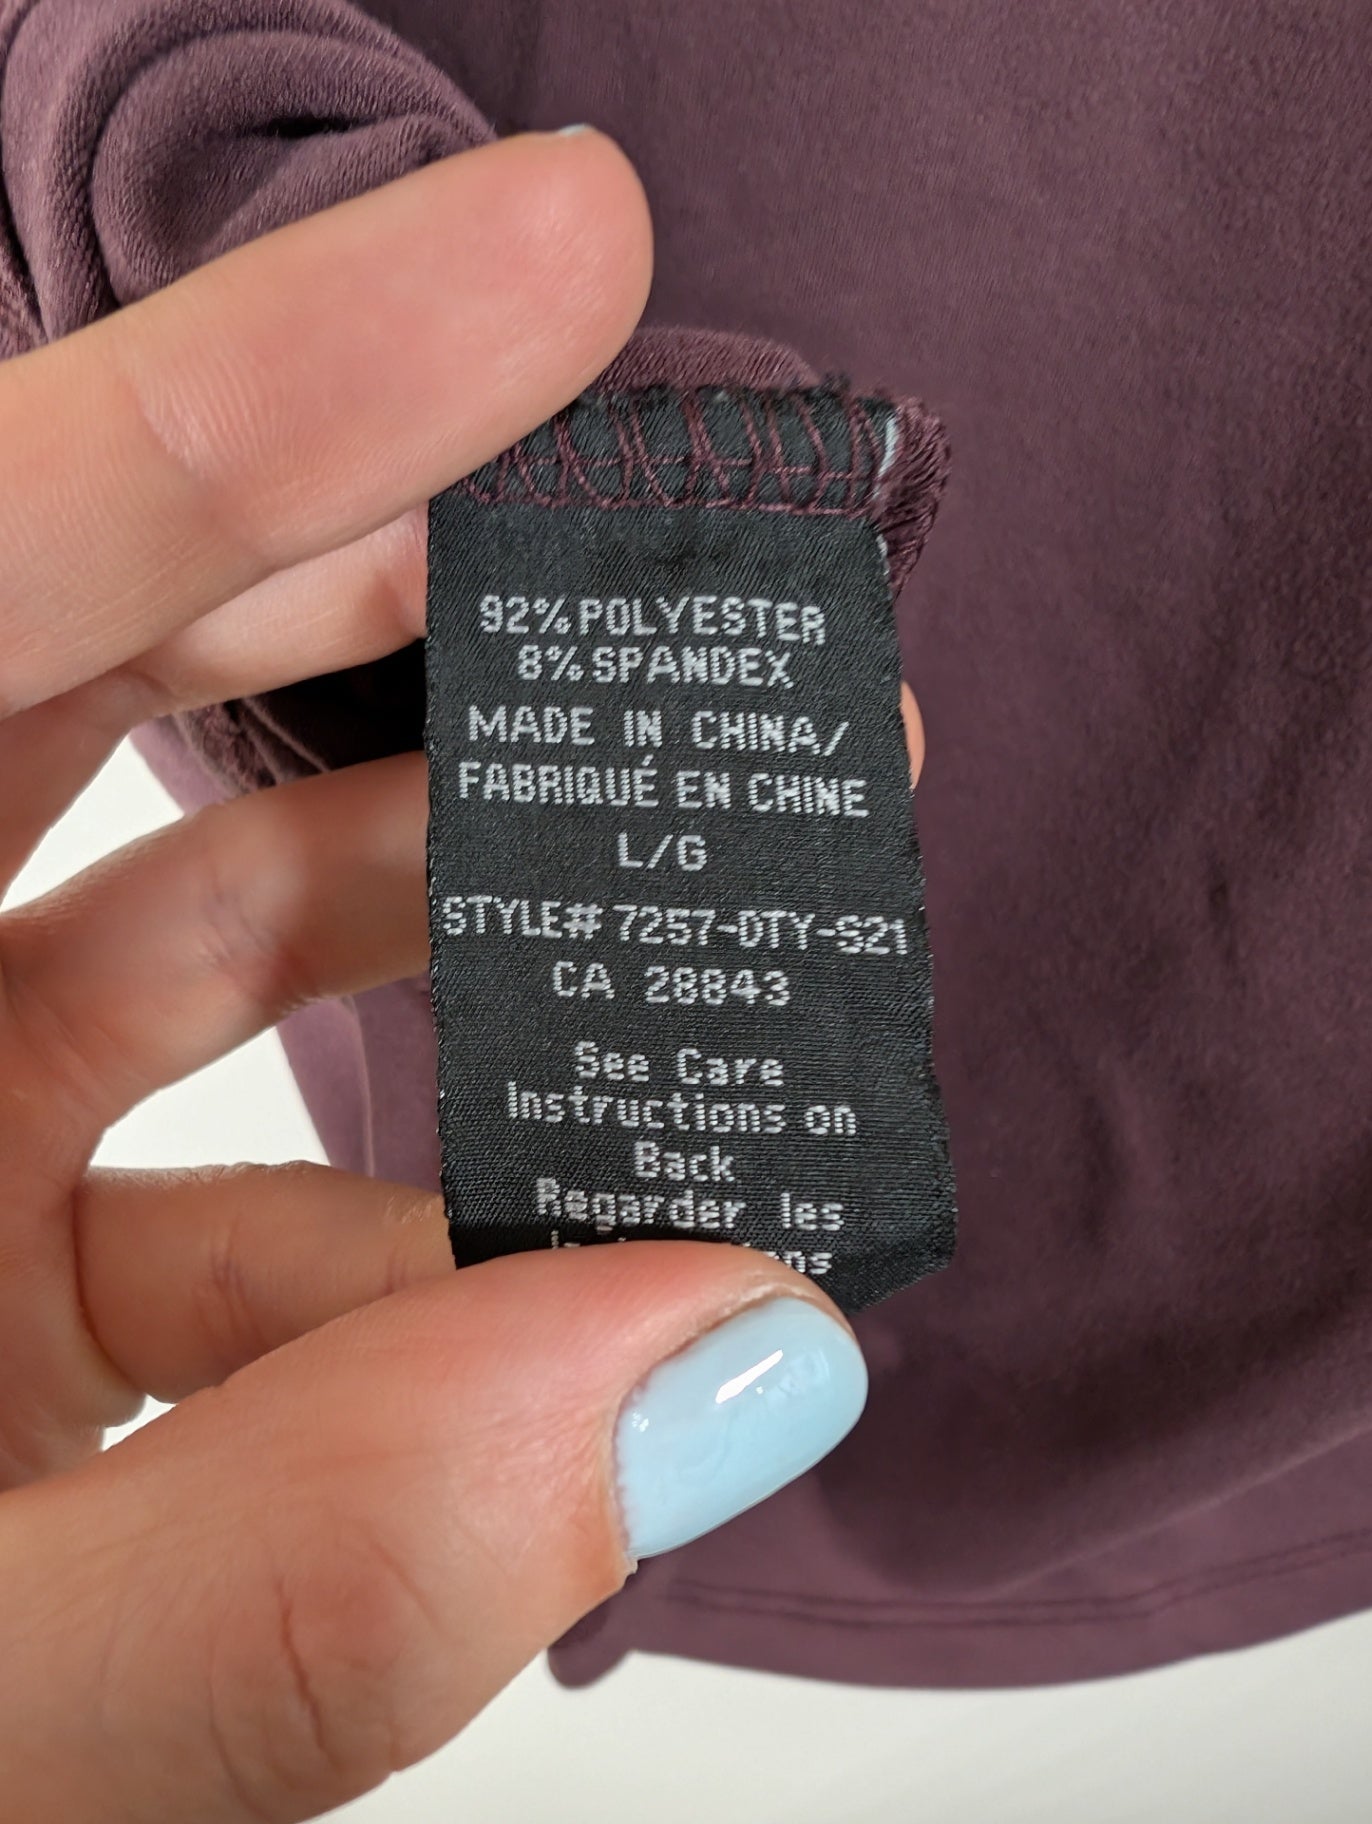 92% POLYESTER
8% SPANDEX
MADE IN CHINA/
FABRIQUÉ EN CHINE
L/G
STYLE# 7257-DTY-S21
CA 28843
See Care
Instructions on
Back
Regarder les